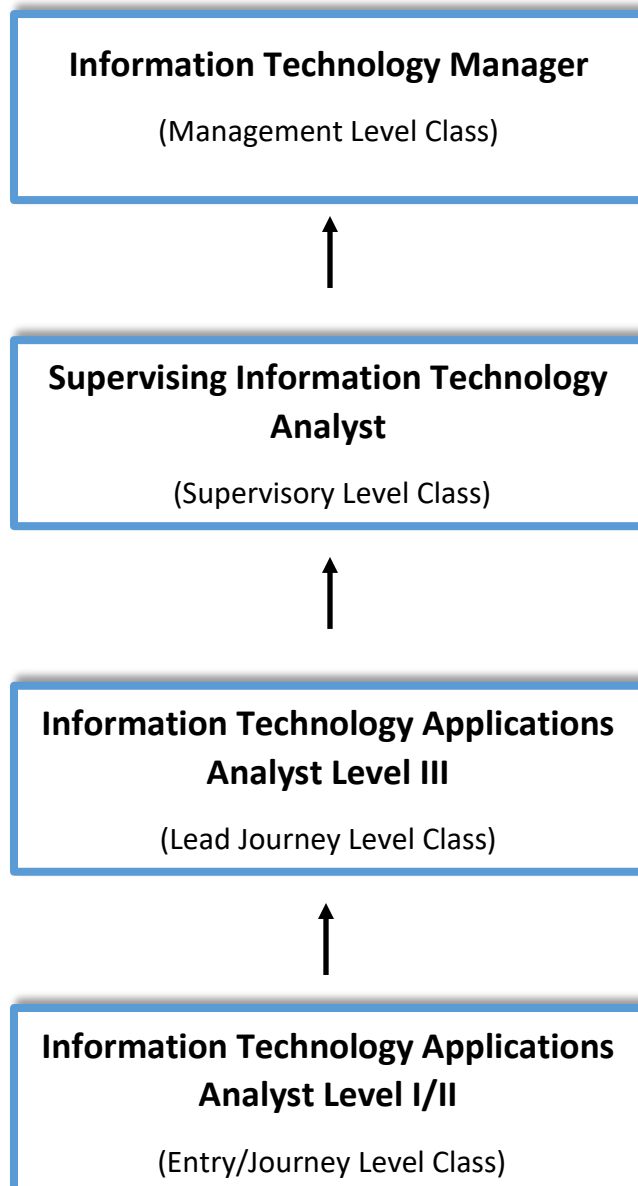 Information Technology Manager
(Management Level Class)
Supervising Information Technology
Analyst
(Supervisory Level Class)
Information Technology Applications
Analyst Level III
(Lead Journey Level Class)
Information Technology Applications
Analyst Level I/II
(Entry/Journey Level Class)